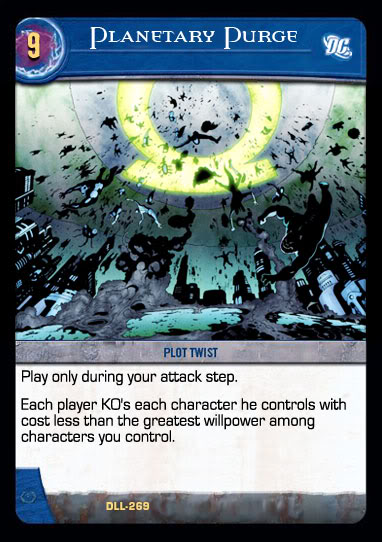 9
PLANETARY PURGE
DC
PLOT TWIST
Play only during your attack step.
Each player KO's each character he controls with
cost less than the greatest willpower among
characters you control.
DLL-269